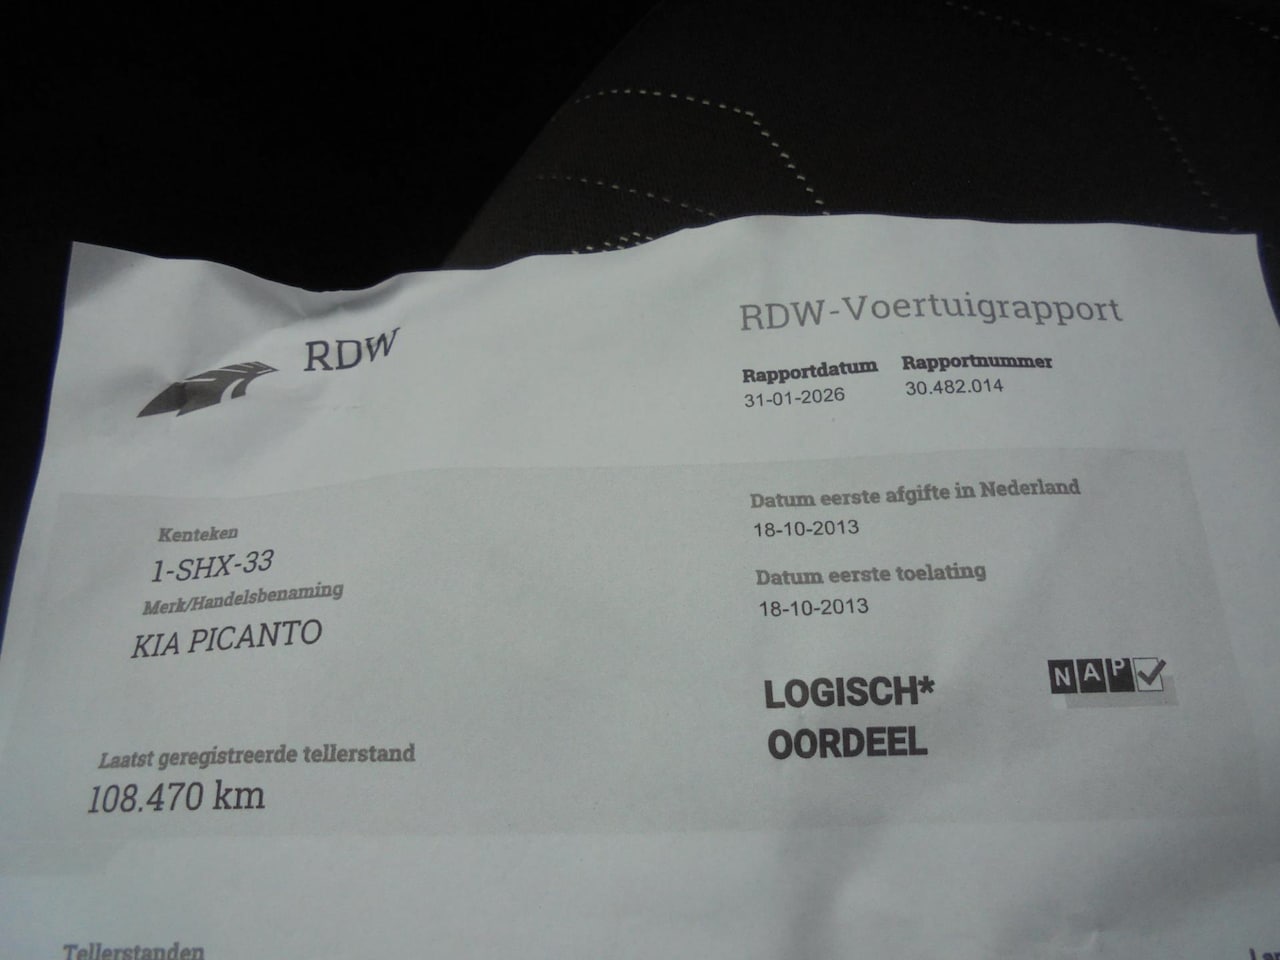 RDW
RDW-Voertuigrapport
Rapportdatum Rapportnummer
31-01-2026 30.482.014
Kenteken
1-SHX-33
Merk/Handelsbenaming
KIA PICANTO
Laatst geregistreerde tellerstand
108.470 km
Datum eerste afgifte in Nederland
18-10-2013
Datum eerste toelating
18-10-2013
LOGISCH*
OORDEEL
NAP
Tellerstanden